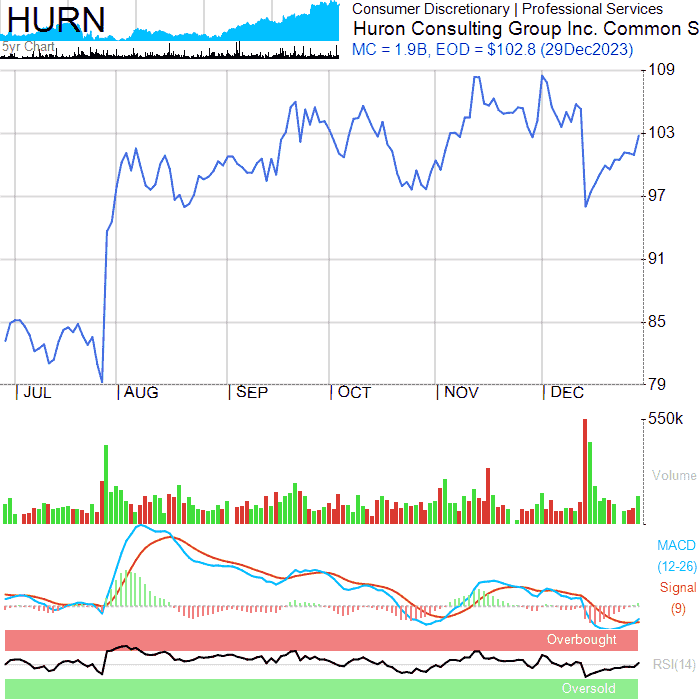 HURN
5yr Chart
Consumer Discretionary | Professional Services
Huron Consulting Group Inc. Common S
MC = 1.9B, EOD = $102.8 (29Dec2023)
109
103
97
91
85
79
JUL AUG SEP OCT NOV DEC
550k
Volume
MACD
(12-26)
Signal
(9)
Overbought
RSI(14)
Oversold